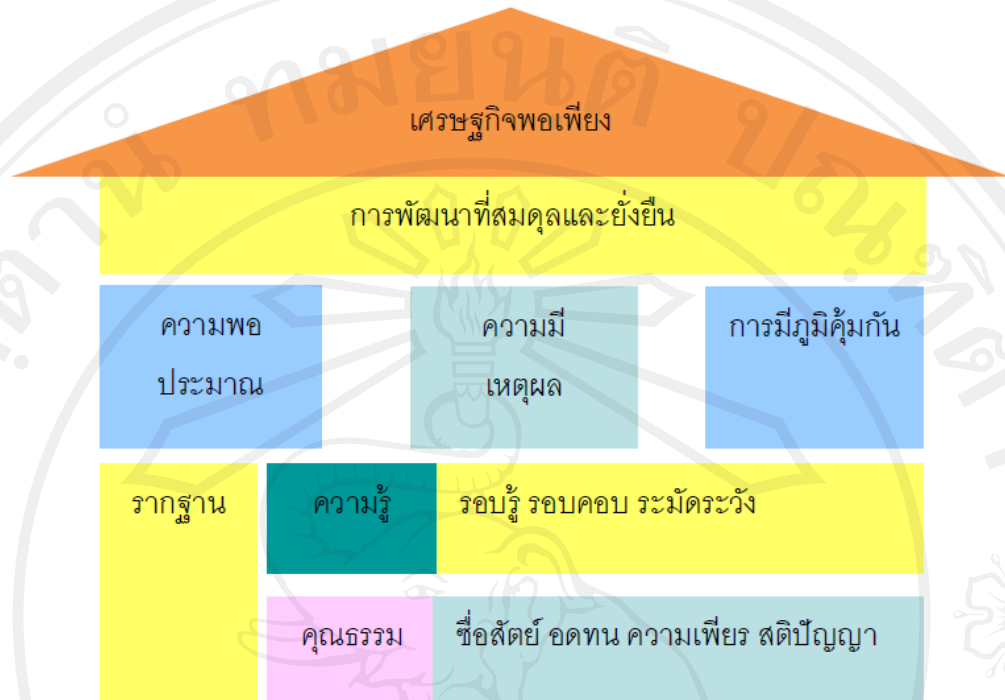 เศรษฐกิจพอเพียง
การพัฒนาที่สมดุลและยั่งยืน
ความพอ
ประมาณ
ความมี
เหตุผล
การมีภูมิคุ้มกัน
รากฐาน
ความรู้
รอบรู้ รอบคอบ ระมัดระวัง
คุณธรรม
ซื่อสัตย์ อดทน ความเพียร สติปัญญา